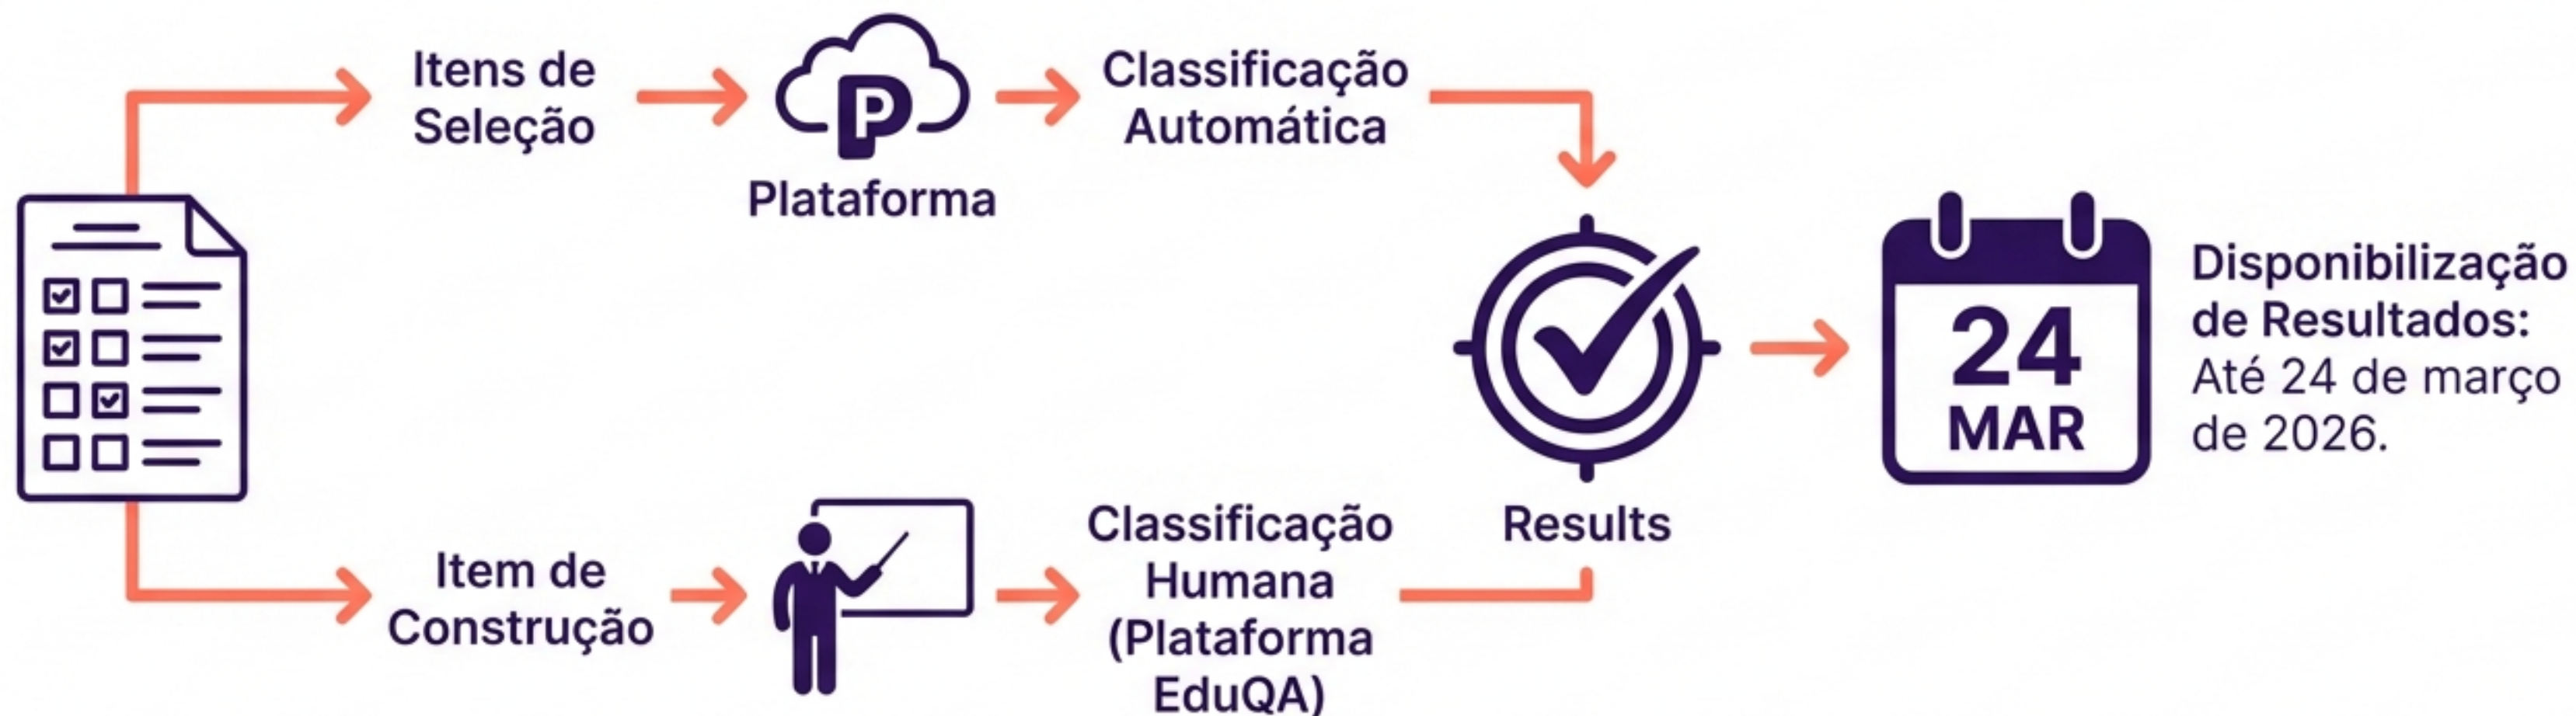 Itens de
Seleção
P
Plataforma
Classificação
Automática
Item de
Construção
Classificação
Humana
(Plataforma
EduQA)
Results
24
MAR
Disponibilização
de Resultados:
Até 24 de março
de 2026.